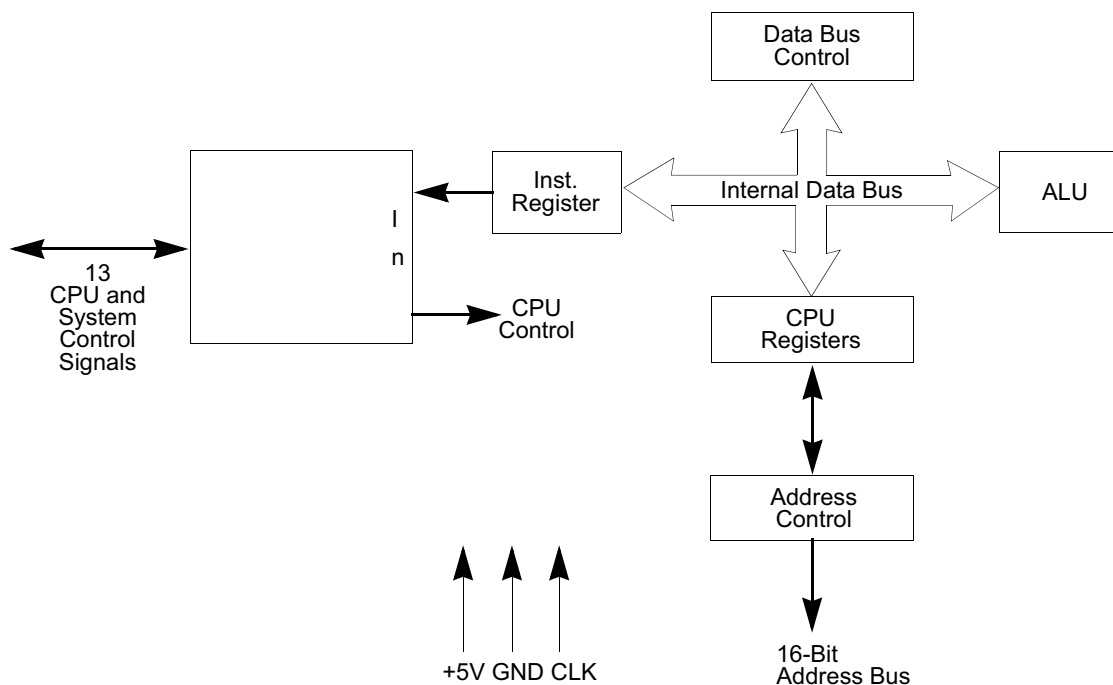 Data Bus
Control
Inst.
Register
Internal Data Bus
ALU
I
n
13
CPU and
System
Control
Signals
CPU
Control
CPU
Registers
Address
Control
+5V GND CLK
16-Bit
Address Bus